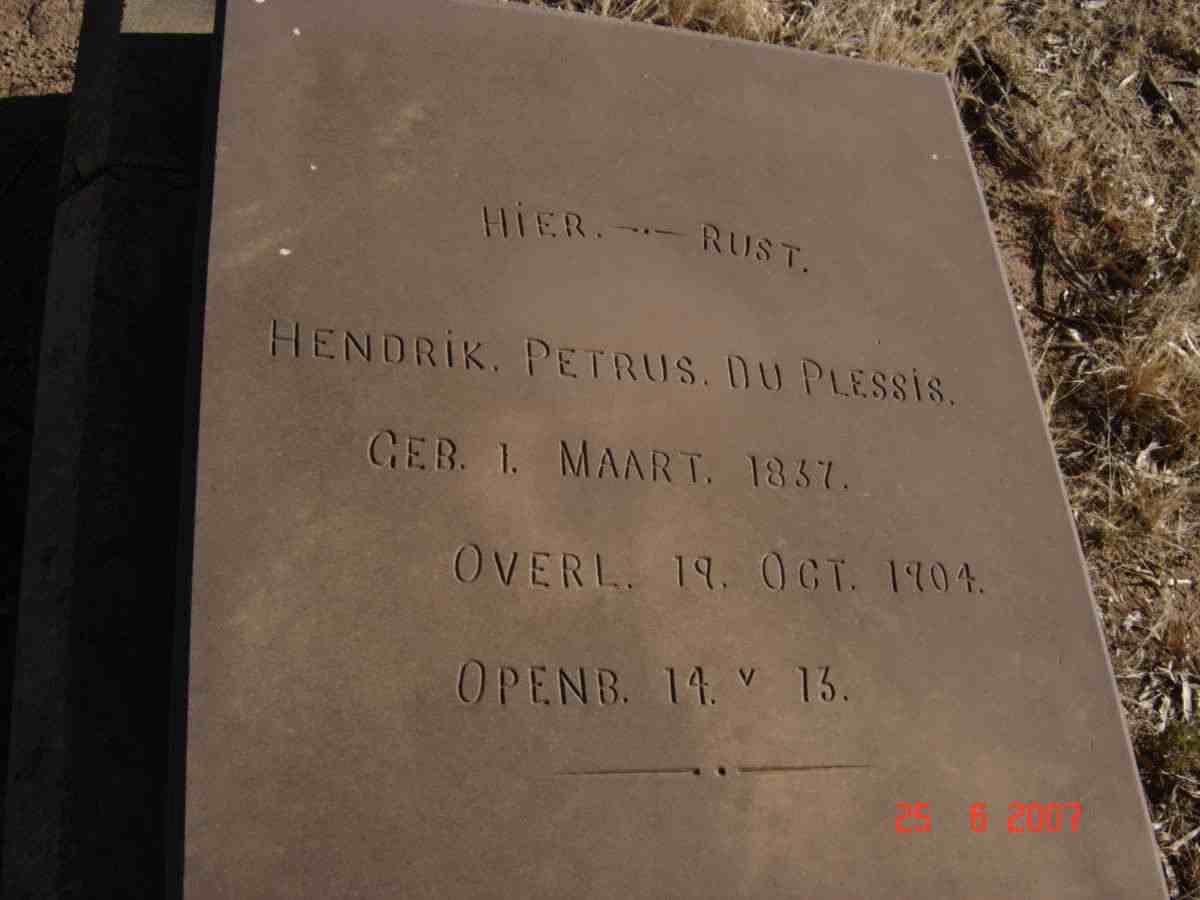 HiER. —·— RUST.
HENDRiK. PETRUS. DU PLESSiS.
GEB. 1. MAART. 1837.
OVERL. 19. OCT. 1904.
OPENB. 14. v 13.
25 6 2007